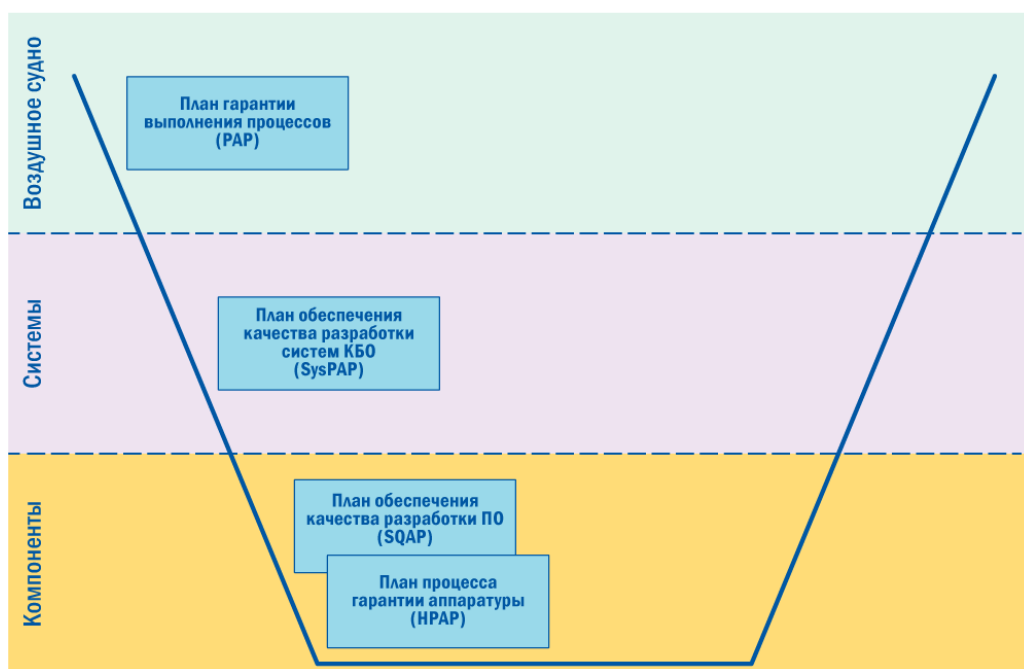 Воздушное судно
План гарантии
выполнения процессов
(PAP)
Системы
План обеспечения
качества разработки
систем КБО
(SysPAP)
Компоненты
План обеспечения
качества разработки ПО
(SQAP)
План процесса
гарантии аппаратуры
(HPAP)